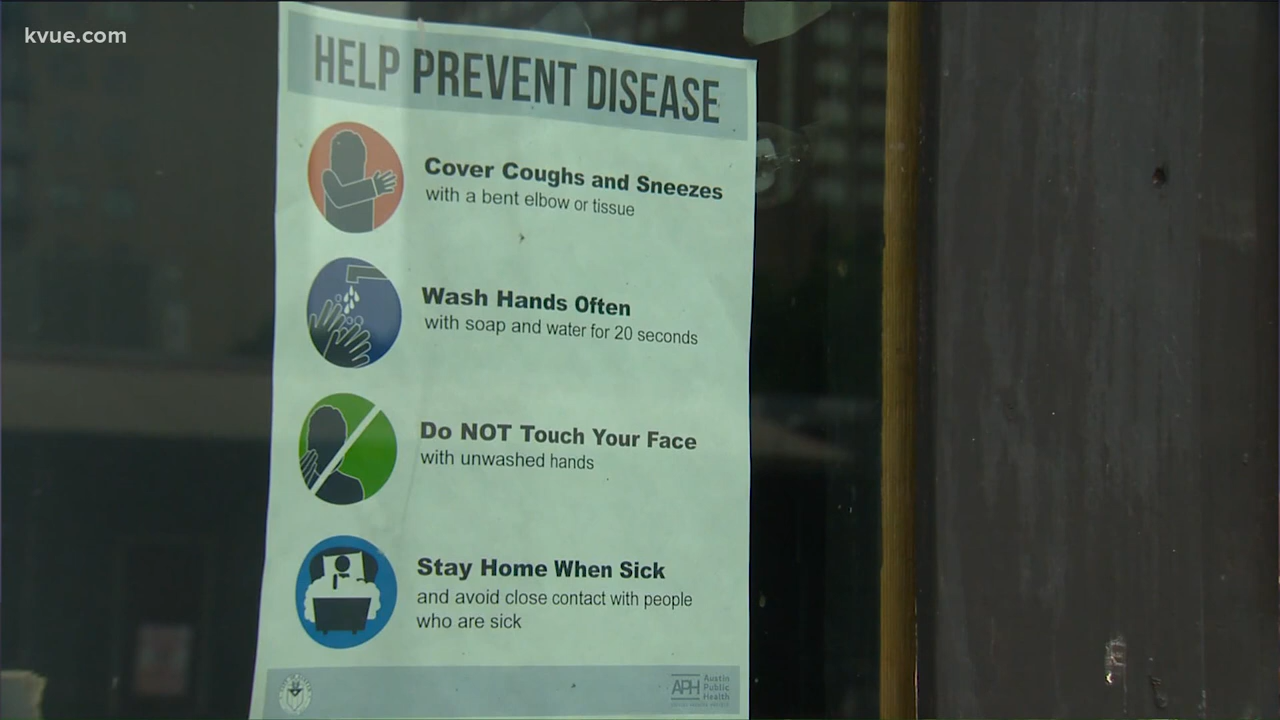 kvue.com
HELP PREVENT DISEASE
Cover Coughs and Sneezes
with a bent elbow or tissue
Wash Hands Often
with soap and water for 20 seconds
Do NOT Touch Your Face
with unwashed hands
Stay Home When Sick
and avoid close contact with people
who are sick
APH
Austin
Public
Health